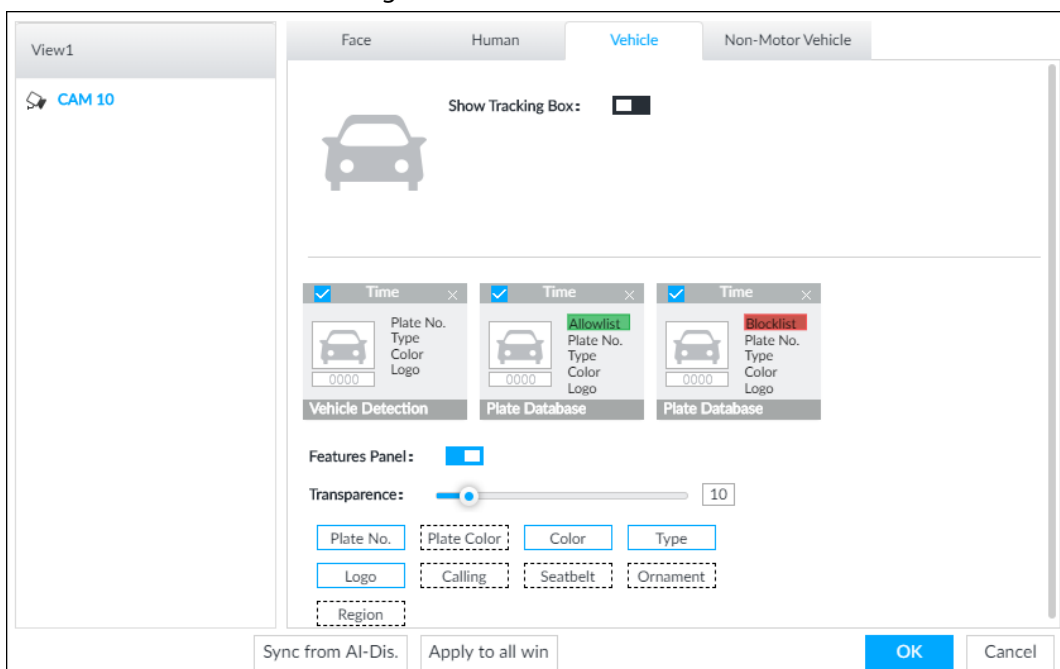 View1
Face Human Vehicle Non-Motor Vehicle
CAM 10
Show Tracking Box:
Time × Time × Time ×
Plate No.
Type
Color
Logo
0000
Vehicle Detection
Allowlist
Plate No.
Type
Color
Logo
0000
Plate Database
Blocklist
Plate No.
Type
Color
Logo
0000
Plate Database
Features Panel:
Transparence: 10
Plate No. Plate Color Color Type
Logo Calling Seatbelt Ornament
Region
Sync from AI-Dis. Apply to all win OK Cancel